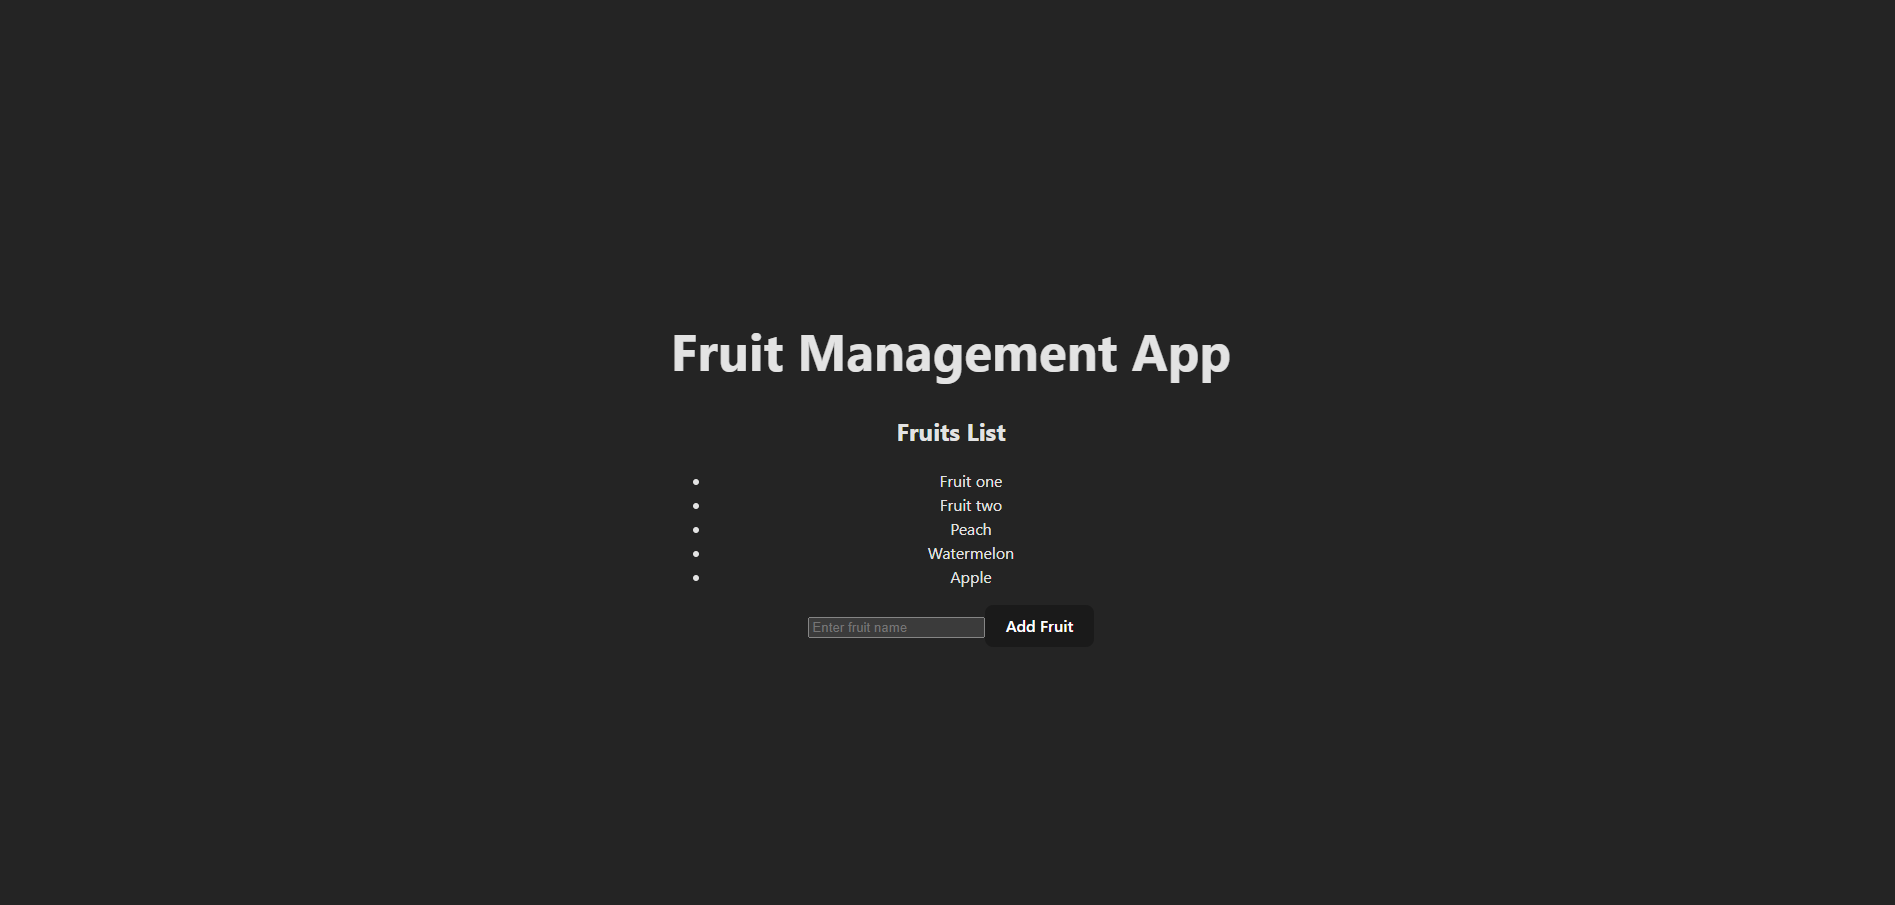 Fruit Management App
Fruits List
Fruit one
Fruit two
Peach
Watermelon
Apple
Enter fruit name Add Fruit